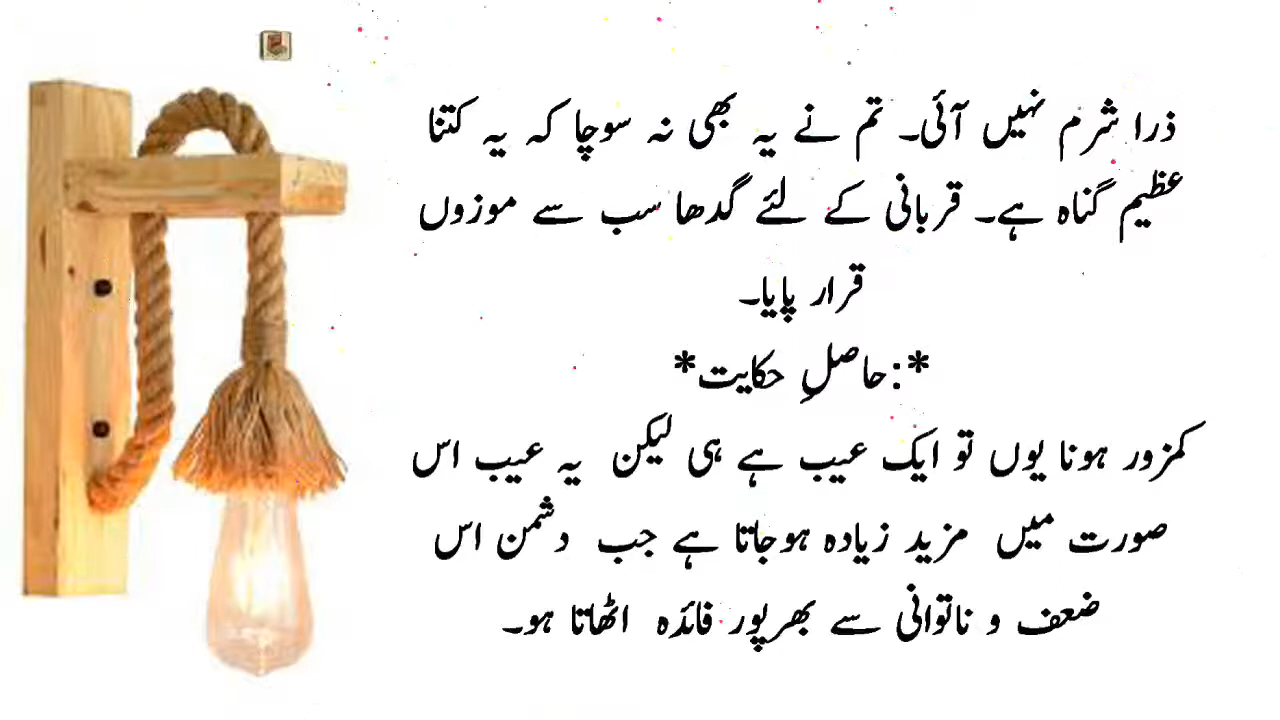 ذرا شرم نہیں آئی۔ تم نے یہ بھی نہ سوچا کہ یہ کتنا
عظیم گناہ ہے۔ قربانی کے لئے گدھا سب سے موزوں
قرار پایا۔
*:حاصلِ حکایت*
کمزور ہونا یوں تو ایک عیب ہے ہی لیکن یہ عیب اس
صورت میں مزید زیادہ ہوجاتا ہے جب دشمن اس
ضعف و ناتوانی سے بھرپور فائدہ اٹھاتا ہو۔